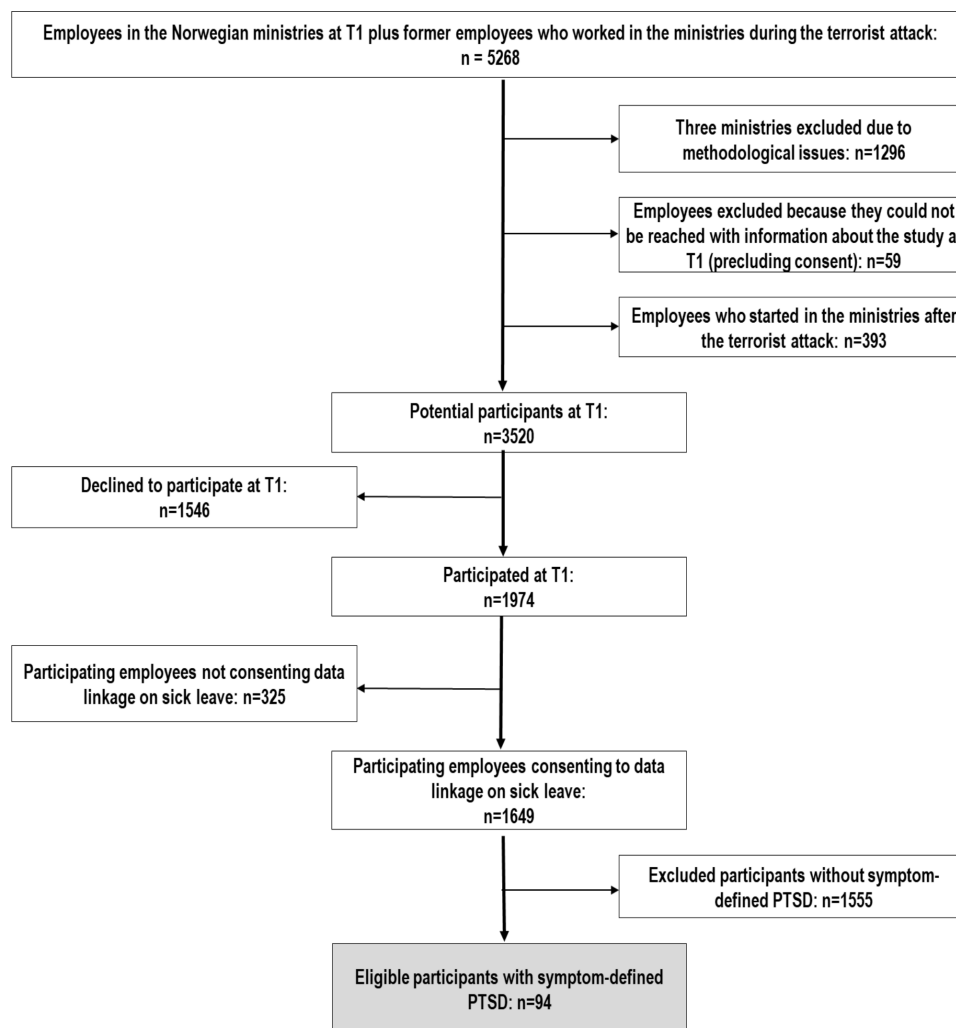 Employees in the Norwegian ministries at T1 plus former employees who worked in the ministries during the terrorist attack:
n = 5268
Three ministries excluded due to
methodological issues: n=1296
Employees excluded because they could not
be reached with information about the study a
T1 (precluding consent): n=59
Employees who started in the ministries after
the terrorist attack: n=393
Potential participants at T1:
n=3520
Declined to participate at T1:
n=1546
Participated at T1:
n=1974
Participating employees not consenting data
linkage on sick leave: n=325
Participating employees consenting to data
linkage on sick leave:
n=1649
Excluded participants without symptom-
defined PTSD: n=1555
Eligible participants with symptom-defined
PTSD: n=94